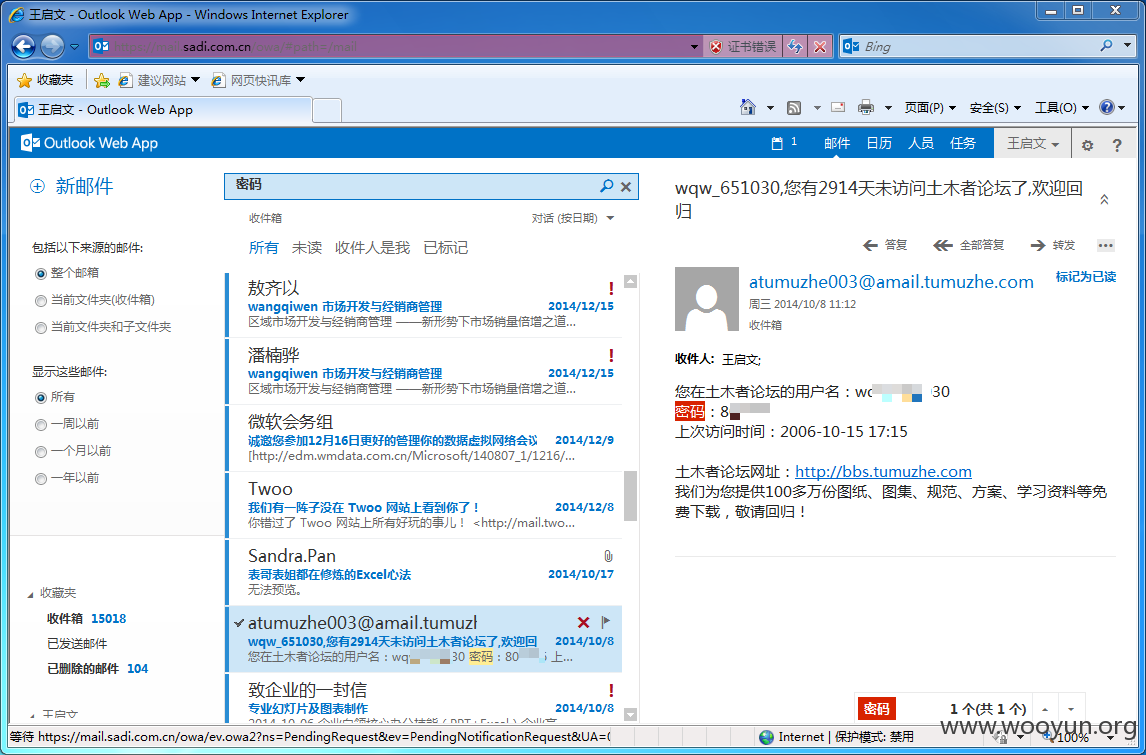 王启文 - Outlook Web App - Windows Internet Explorer
https://mail.sadi.com.cn/owa/#path=/mail
证书错误
Bing
收藏夹
建议网站
网页快讯库
王启文 - Outlook Web App
页面(P)
安全(S)
工具(O)
Outlook Web App
1
邮件
日历
人员
任务
王启文
?
新邮件
密码
收件箱
对话 (按日期)
所有 未读 收件人是我 已标记
包括以下来源的邮件:
整个邮箱
当前文件夹(收件箱)
当前文件夹和子文件夹
显示这些邮件:
所有
一周以前
一个月以前
一年以前
收藏夹
收件箱 15018
已发送邮件
已删除的邮件 104
王启文
敖齐以
!
wangqiwen 市场开发与经销商管理 2014/12/15
区域市场开发与经销商管理 ——新形势下市场销量倍增之道...
潘楠骅
!
wangqiwen 市场开发与经销商管理 2014/12/15
区域市场开发与经销商管理 ——新形势下市场销量倍增之道...
微软会务组
诚邀您参加12月16日更好的管理你的数据虚拟网络会议 2014/12/9
[http://edm.wmdata.com.cn/Microsoft/140807_1/1216/...
Twoo
我们有一阵子没在 Twoo 网站上看到你了！ 2014/12/8
你错过了 Twoo 网站上所有好玩的事儿！ <http://mail.two...
Sandra.Pan
表哥表姐都在修炼的Excel心法 2014/10/17
无法预览。
atumuzhe003@amail.tumuzh
wqw_651030,您有2914天未访问土木者论坛了,欢迎回 2014/10/8
您在土木者论坛的用户名：wq 30 密码：80 上...
致企业的一封信
!
专业幻灯片及图表制作 2014/10/8
wqw_651030,您有2914天未访问土木者论坛了,欢迎回
归
答复
全部答复
转发
atumuzhe003@amail.tumuzhe.com
标记为已读
周三 2014/10/8 11:12
收件箱
收件人: 王启文;
您在土木者论坛的用户名：w 30
密码：8
上次访问时间：2006-10-15 17:15
土木者论坛网址：http://bbs.tumuzhe.com
我们为您提供100多万份图纸、图集、规范、方案、学习资料等免
费下载，敬请回归！
密码
1 个(共 1 个)
www.wooyun.org
等待 https://mail.sadi.com.cn/owa/ev.owa2?ns=PendingRequest&ev=PendingNotificationRequest&UA=0
Internet | 保护模式: 禁用
100%